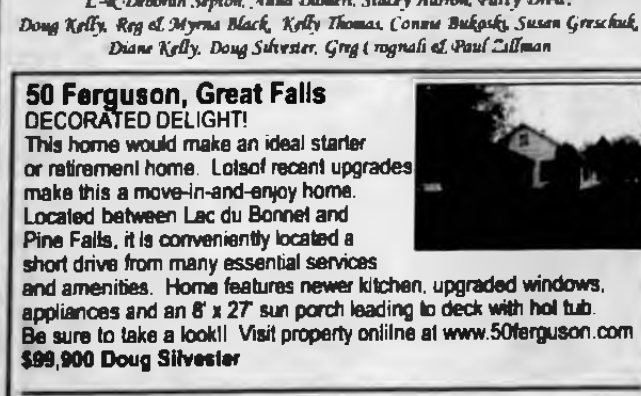 Doug Kelly, Reg & Myrna Black, Kelly Thomas, Connie Bukoski, Susan Greschuk,
Diane Kelly, Doug Silvester, Greg & Paul Zillman
50 Ferguson, Great Falls
DECORATED DELIGHT!
This home would make an ideal starter
or retirement home. Lotsof recent upgrades
make this a move-in-and-enjoy home.
Located between Lac du Bonnet and
Pine Falls, it is conveniently located a
short drive from many essential services
and amenities. Home features newer kitchen, upgraded windows,
appliances and an 8' x 27' sun porch leading to deck with hot tub.
Be sure to take a look!! Visit property onliine at www.50ferguson.com
$99,900 Doug Silvester